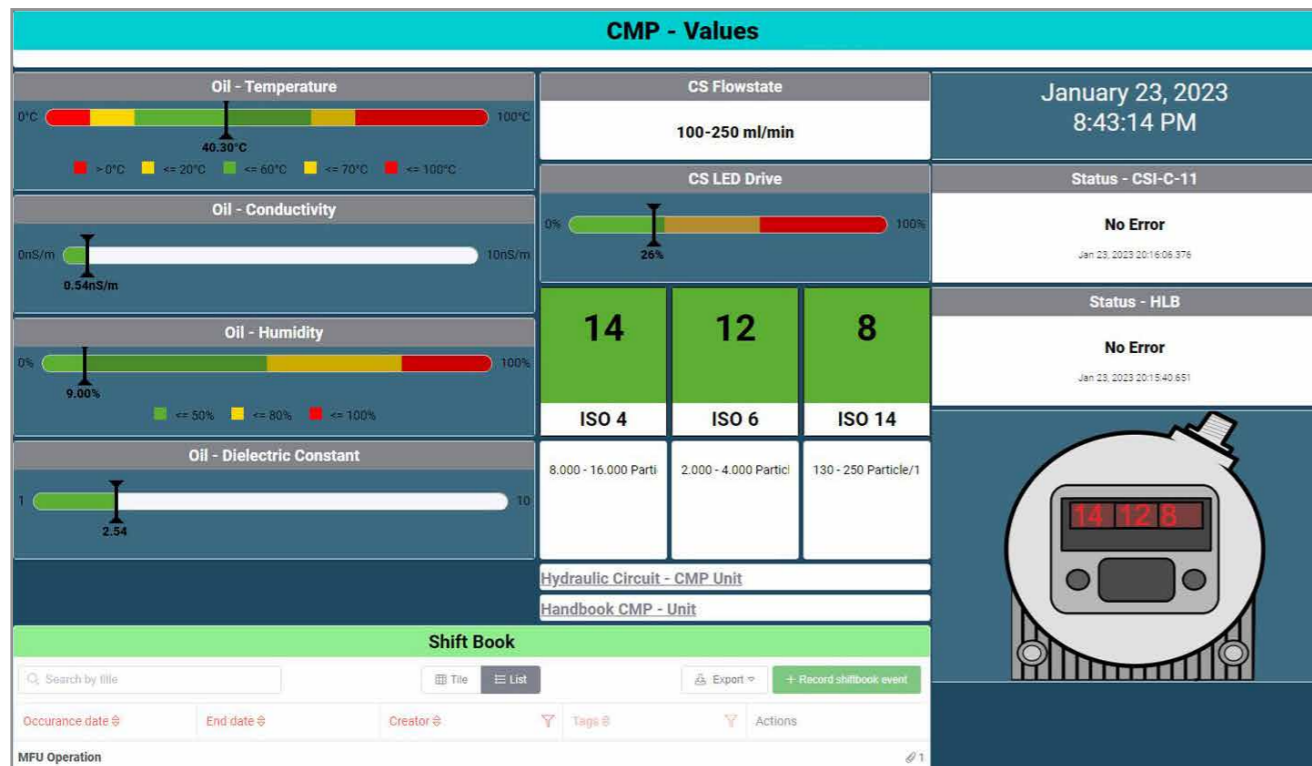 CMP - Values
Oil - Temperature
0°C
100°C
40.30°C
> 0°C <= 20°C <= 60°C <= 70°C <= 100°C
Oil - Conductivity
0nS/m
10nS/m
0.54nS/m
Oil - Humidity
0%
100%
9.00%
<= 50% <= 80% <= 100%
Oil - Dielectric Constant
1
10
2.54
CS Flowstate
100-250 ml/min
CS LED Drive
0%
100%
26%
14 12 8
ISO 4 ISO 6 ISO 14
8.000 - 16.000 Parti 2.000 - 4.000 Particl 130 - 250 Particle/1
Hydraulic Circuit - CMP Unit
Handbook CMP - Unit
January 23, 2023
8:43:14 PM
Status - CSI-C-11
No Error
Jan 23, 2023 20:16:06.376
Status - HLB
No Error
Jan 23, 2023 20:15:40.651
14 12 8
Shift Book
Search by title
Tile List
Export
+ Record shiftbook event
Occurance date End date Creator Tags Actions
MFU Operation 1